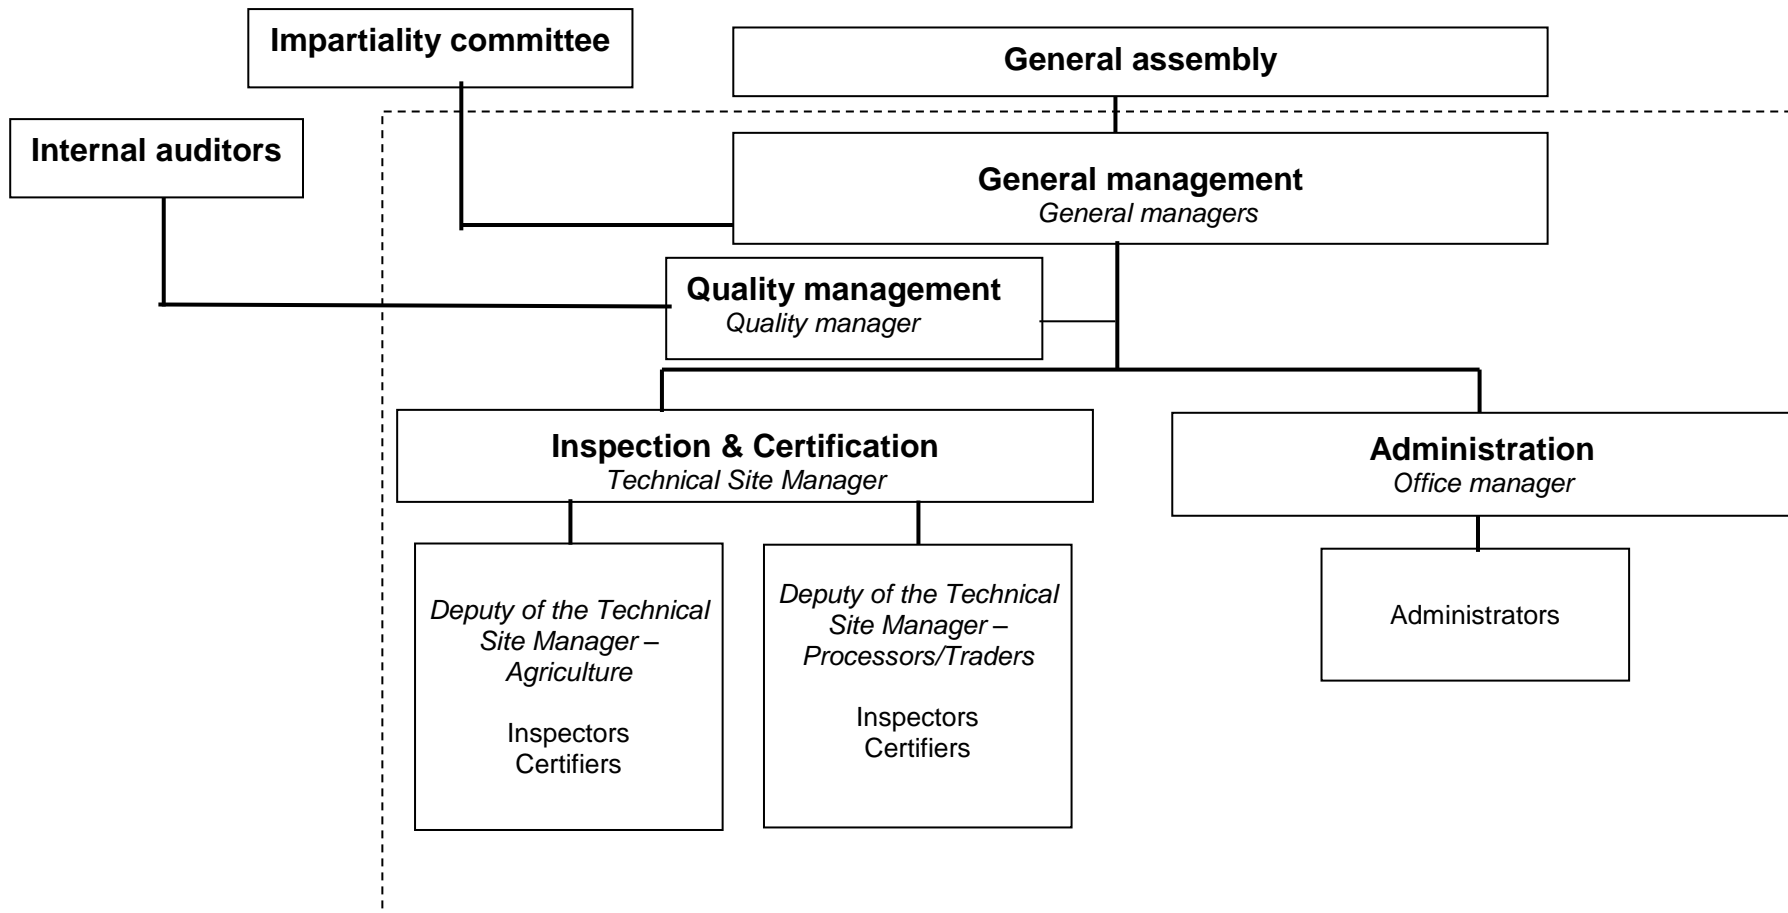 Impartiality committee
General assembly
Internal auditors
General management
General managers
Quality management
Quality manager
Inspection & Certification
Technical Site Manager
Administration
Office manager
Deputy of the Technical
Site Manager –
Agriculture
Inspectors
Certifiers
Deputy of the Technical
Site Manager –
Processors/Traders
Inspectors
Certifiers
Administrators